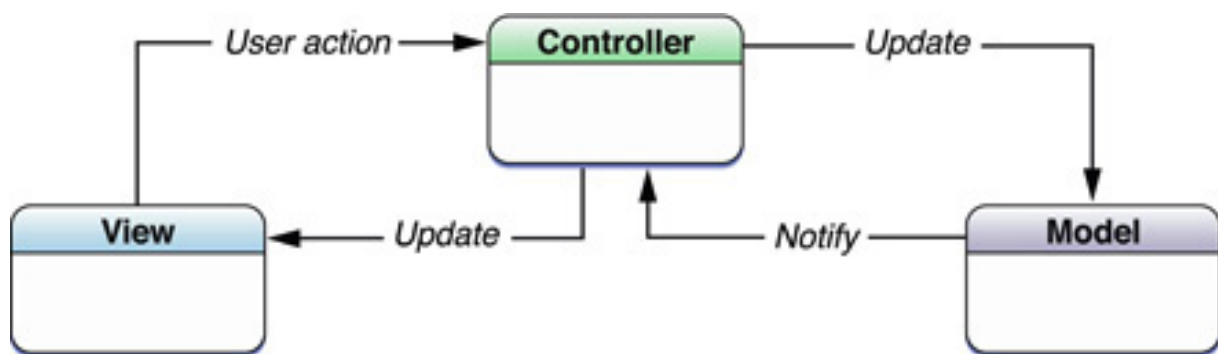 User action
Controller
Update
View
Update
Notify
Model